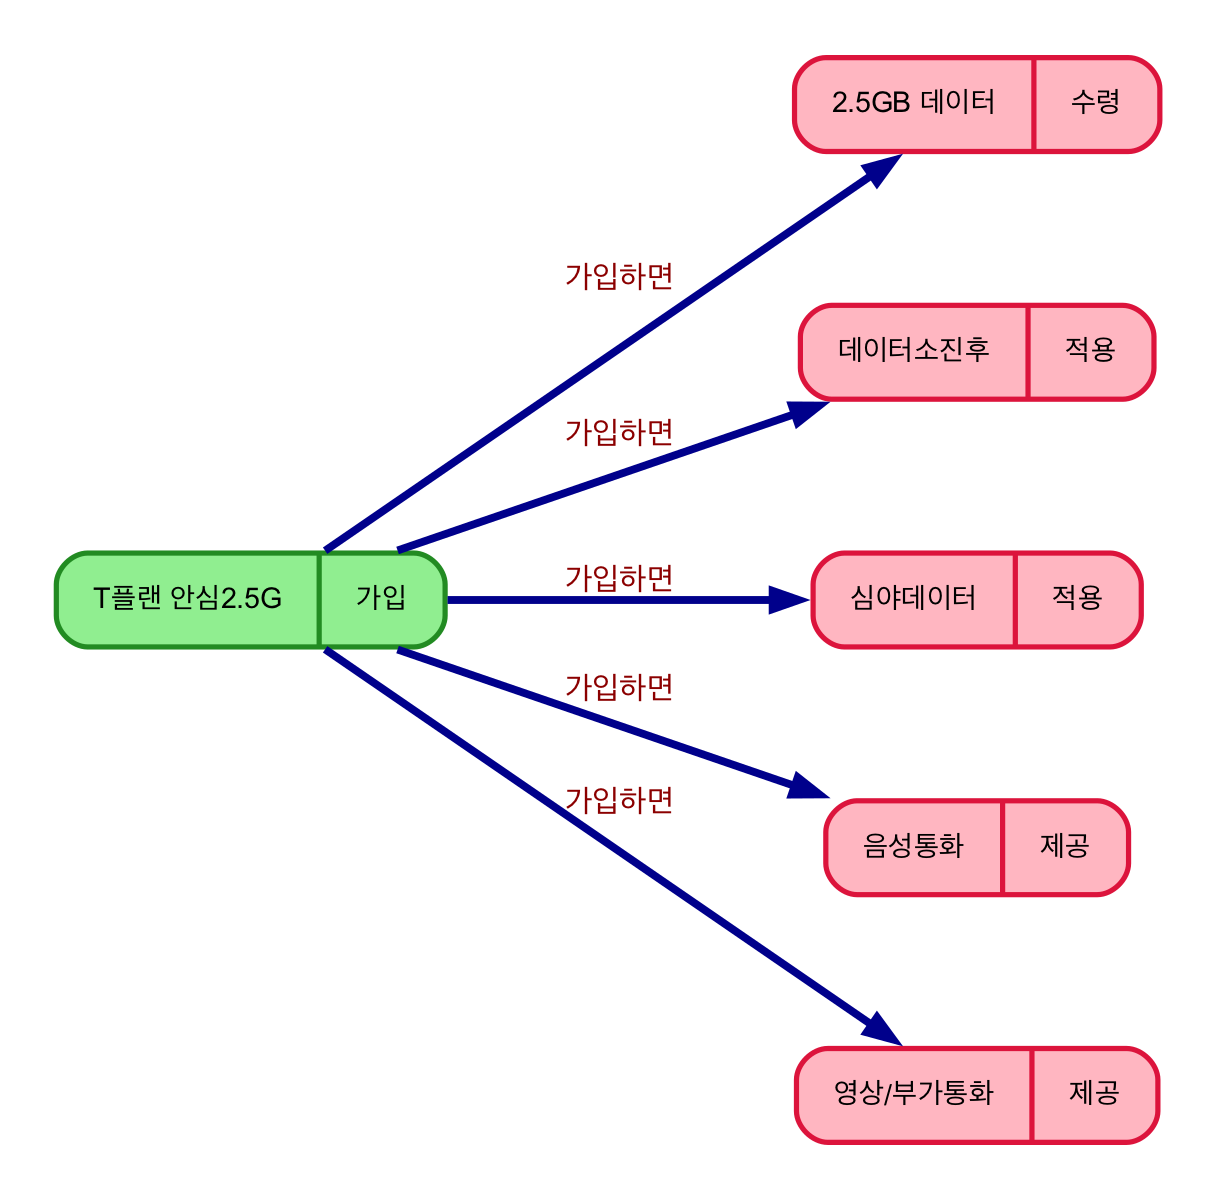 2.5GB 데이터 수령
가입하면
데이터소진후 적용
가입하면
T플랜 안심2.5G 가입
가입하면
심야데이터 적용
가입하면
음성통화 제공
가입하면
영상/부가통화 제공